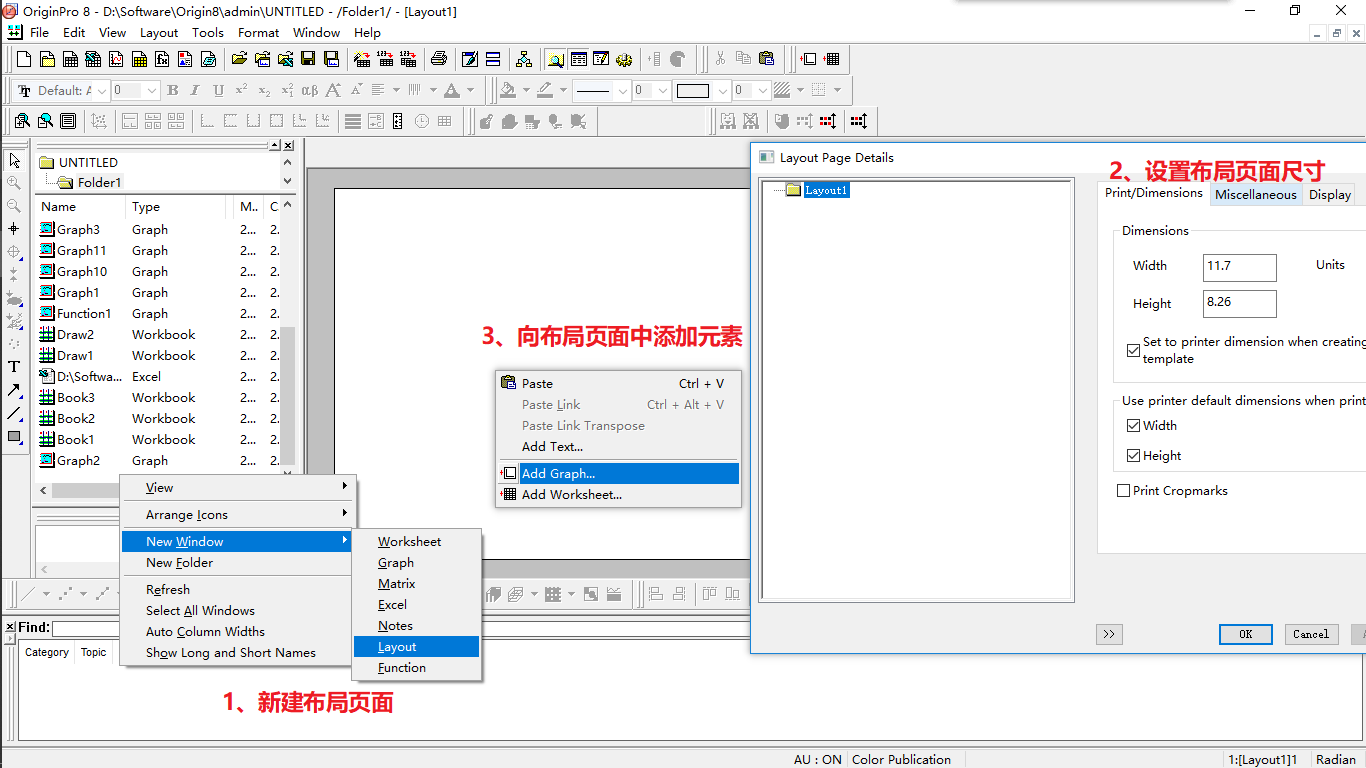 OriginPro 8 - D:\Software\Origin8\admin\UNTITLED - /Folder1/ - [Layout1]
File Edit View Layout Tools Format Window Help
Default: A 0 B I U x² x₂ αβ A A 0 0
UNTITLED
Folder1
Name Type M.. C
Graph3 Graph 2... 2.
Graph11 Graph 2... 2.
Graph10 Graph 2... 2.
Graph1 Graph 2... 2.
Function1 Graph 2... 2.
Draw2 Workbook 2... 2.
Draw1 Workbook 2... 2.
D:\Softwa... Excel 2... 2.
Book3 Workbook 2... 2.
Book2 Workbook 2... 2.
Book1 Workbook 2... 2.
Graph2 Graph 2... 2.
View
Arrange Icons
New Window
New Folder
Refresh
Select All Windows
Auto Column Widths
Show Long and Short Names
Worksheet
Graph
Matrix
Excel
Notes
Layout
Function
1、新建布局页面
3、向布局页面中添加元素
Paste Ctrl + V
Paste Link Ctrl + Alt + V
Paste Link Transpose
Add Text...
Add Graph...
Add Worksheet...
Layout Page Details
2、设置布局页面尺寸
Layout1
Print/Dimensions Miscellaneous Display
Dimensions
Width 11.7 Units
Height 8.26
Set to printer dimension when creating
template
Use printer default dimensions when print
Width
Height
Print Cropmarks
>> OK Cancel
Find:
Category Topic
AU : ON Color Publication 1:[Layout1]1 Radian